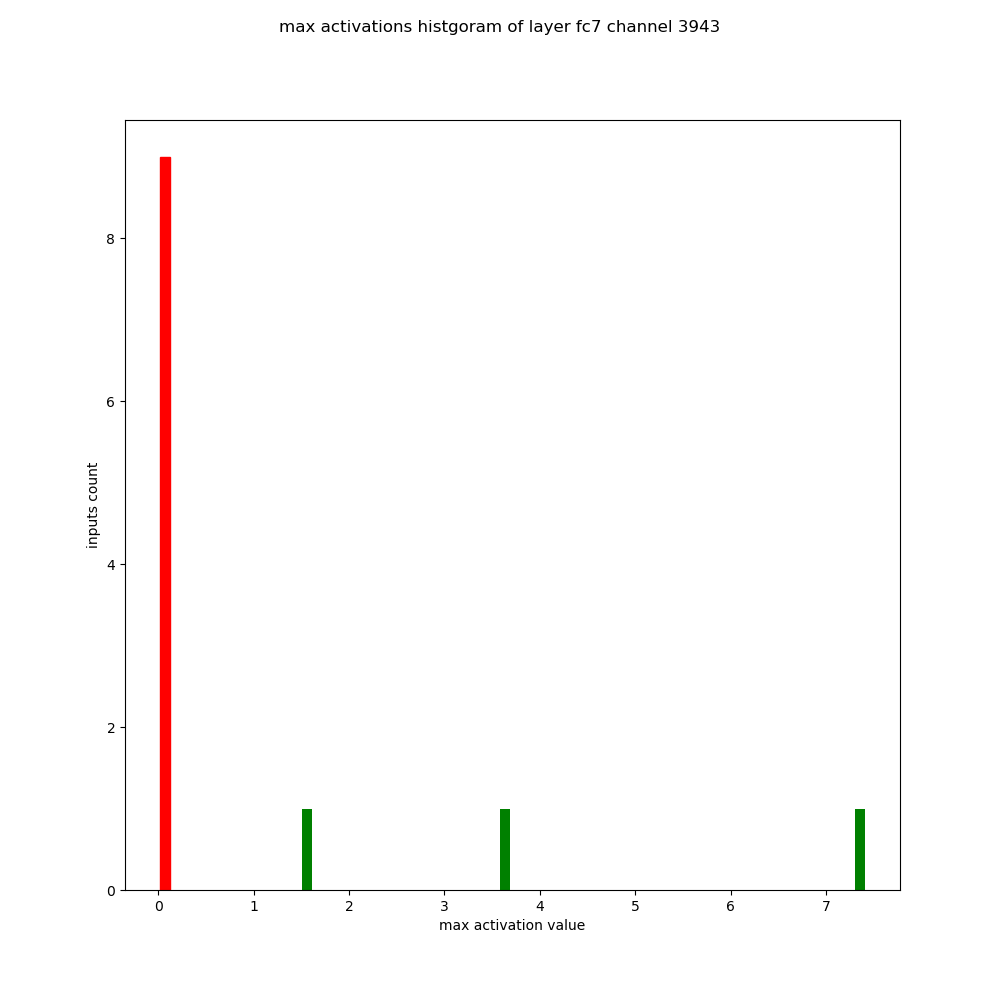 max activations histgoram of layer fc7 channel 3943
8
6
4
2
0
inputs count
0 1 2 3 4 5 6 7
max activation value